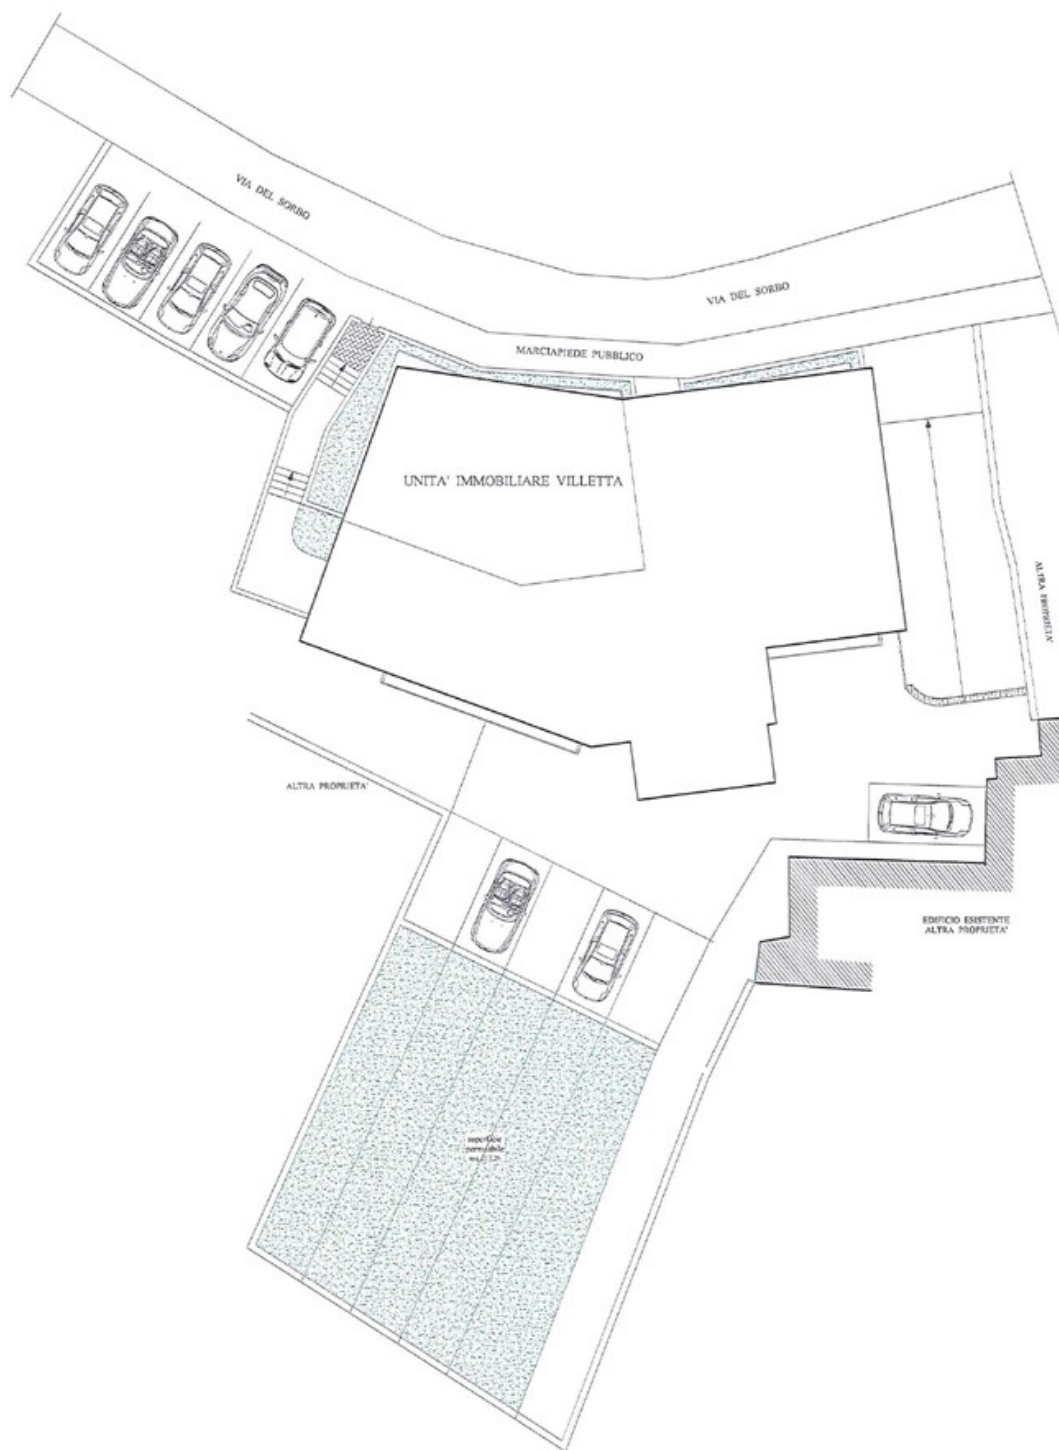 VIA DEL SORBO
VIA DEL SORBO
MARCIAPIEDE PUBBLICO
UNITA' IMMOBILIARE VILLETTA
ALTRA PROPRIETA'
ALTRA PROPRIETA'
EDIFICIO ESISTENTE
ALTRA PROPRIETA'
superficie
permeabile